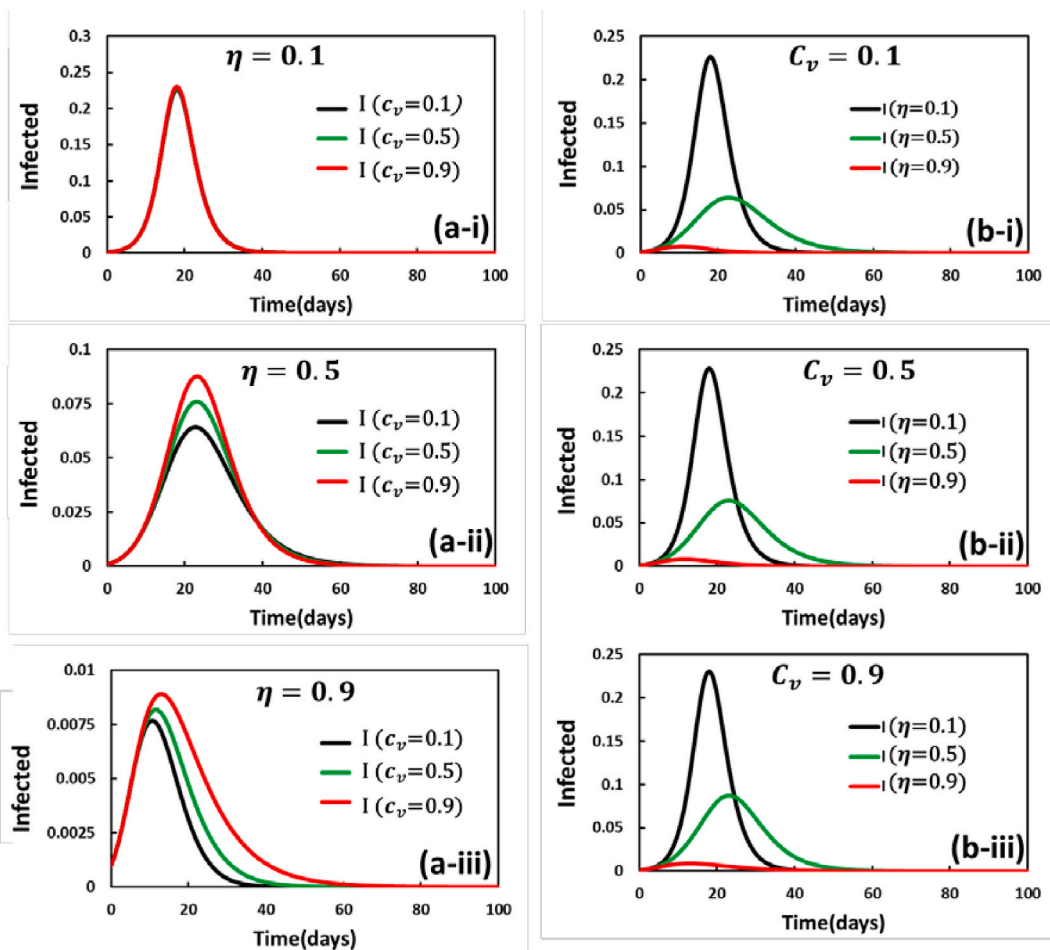 η = 0.1
0.3
0.25
0.2
0.15
0.1
0.05
0
Infected
I (c_v=0.1)
I (c_v=0.5)
I (c_v=0.9)
(a-i)
0 20 40 60 80 100
Time(days)
C_v = 0.1
0.25
0.2
0.15
0.1
0.05
0
Infected
I (η=0.1)
I (η=0.5)
I (η=0.9)
(b-i)
0 20 40 60 80 100
Time(days)
η = 0.5
0.1
0.075
0.05
0.025
0
Infected
I (c_v=0.1)
I (c_v=0.5)
I (c_v=0.9)
(a-ii)
0 20 40 60 80 100
Time(days)
C_v = 0.5
0.25
0.2
0.15
0.1
0.05
0
Infected
I (η=0.1)
I (η=0.5)
I (η=0.9)
(b-ii)
0 20 40 60 80 100
Time(days)
η = 0.9
0.01
0.0075
0.005
0.0025
0
Infected
I (c_v=0.1)
I (c_v=0.5)
I (c_v=0.9)
(a-iii)
0 20 40 60 80 100
Time(days)
C_v = 0.9
0.25
0.2
0.15
0.1
0.05
0
Infected
I (η=0.1)
I (η=0.5)
I (η=0.9)
(b-iii)
0 20 40 60 80 100
Time(days)